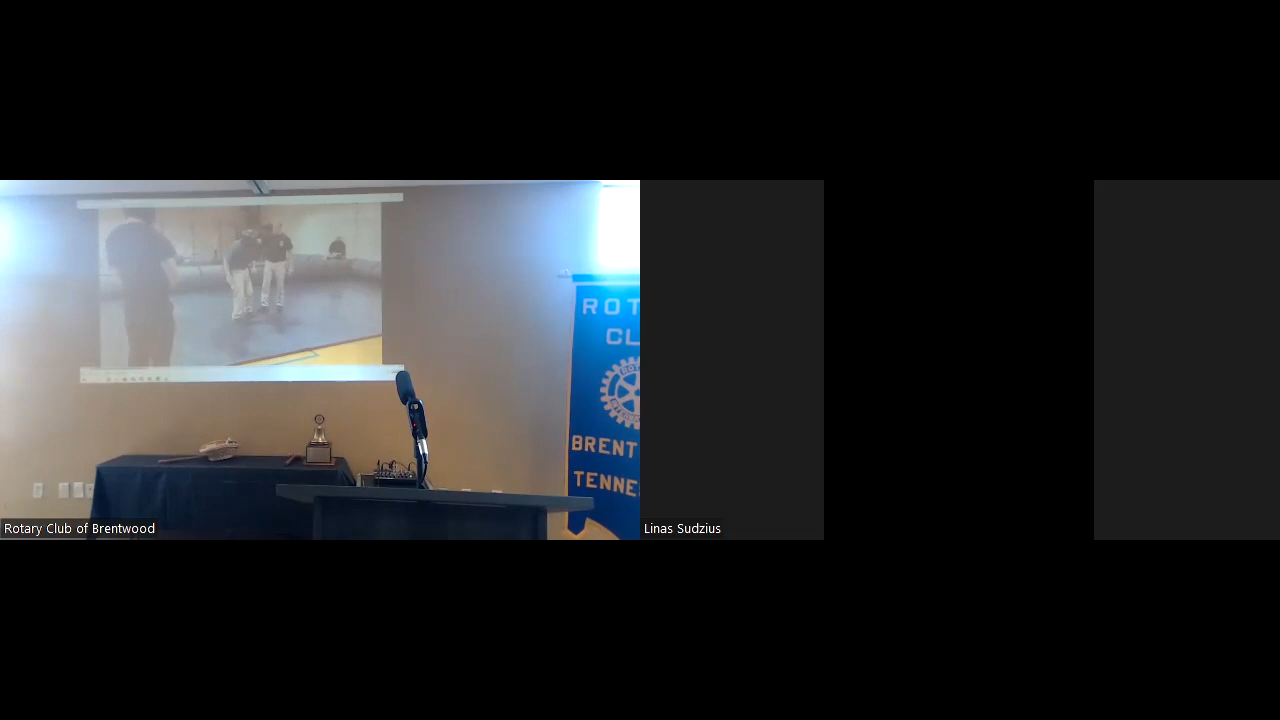 ROT
CL
BRENT
TENNE
Rotary Club of Brentwood
Linas Sudzius